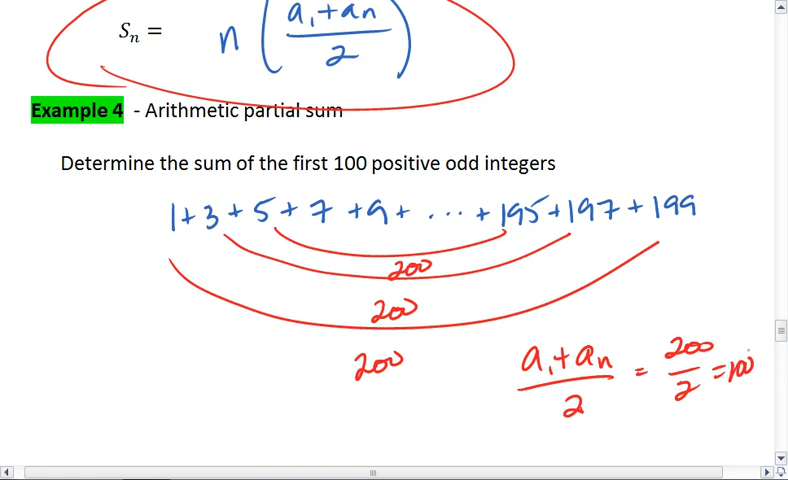 Sₙ = n ( a₁ + aₙ / 2 )
Example 4 - Arithmetic partial sum
Determine the sum of the first 100 positive odd integers
1 + 3 + 5 + 7 + 9 + ... + 195 + 197 + 199
200
200
200
a₁ + aₙ / 2 = 200 / 2 = 100